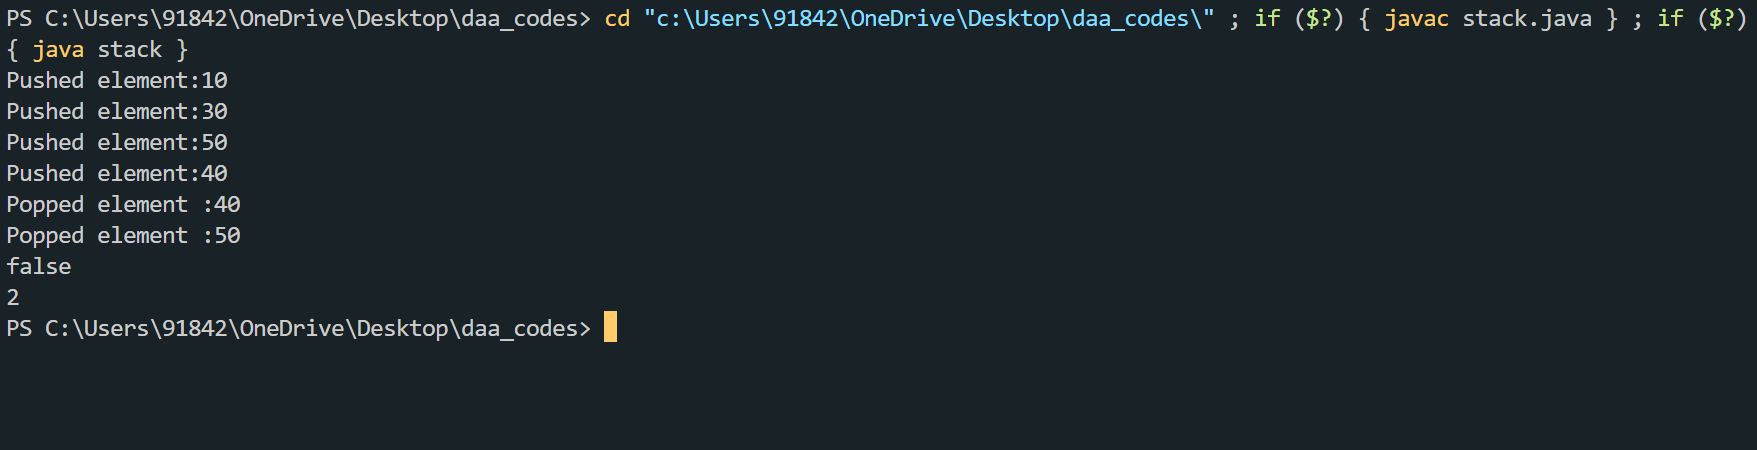 PS C:\Users\91842\OneDrive\Desktop\daa_codes> cd "c:\Users\91842\OneDrive\Desktop\daa_codes\" ; if ($?) { javac stack.java } ; if ($?)
{ java stack }
Pushed element:10
Pushed element:30
Pushed element:50
Pushed element:40
Popped element :40
Popped element :50
false
2
PS C:\Users\91842\OneDrive\Desktop\daa_codes>